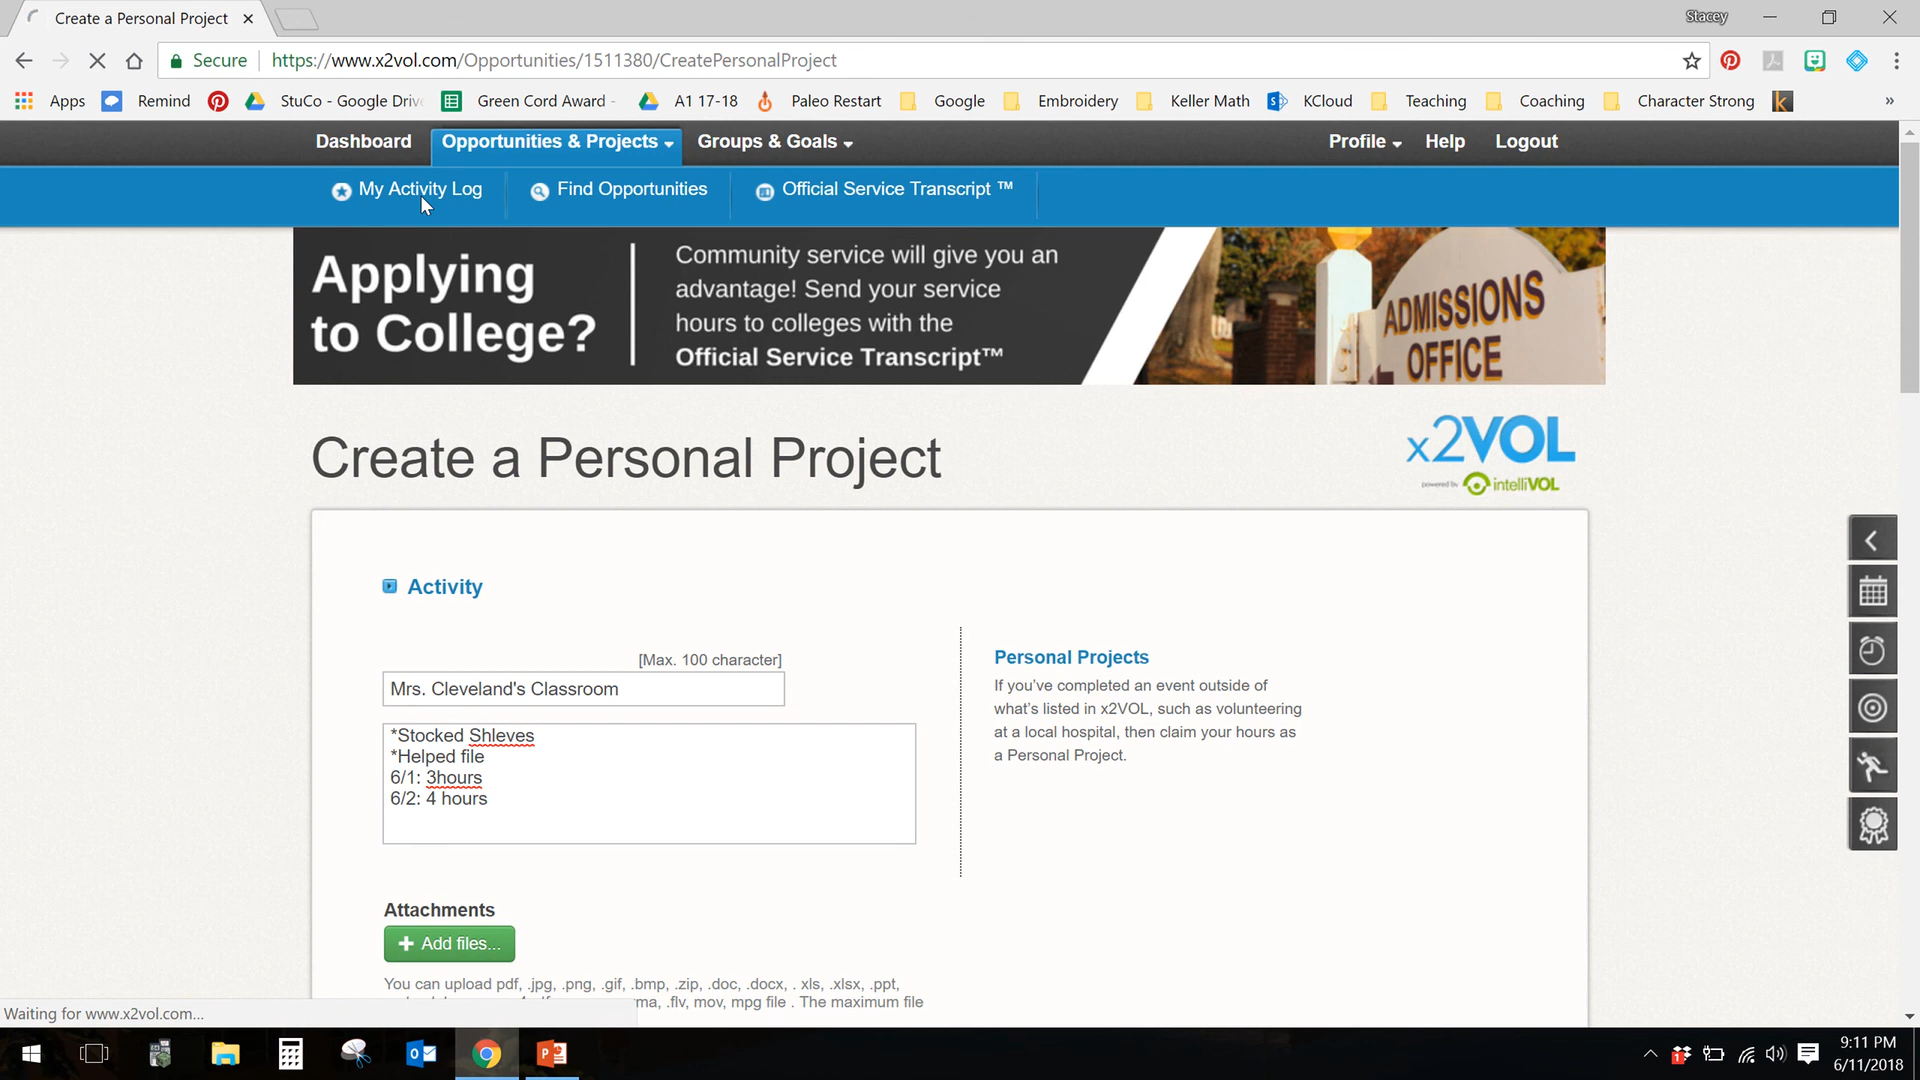 Create a Personal Project
Stacey
Secure https://www.x2vol.com/Opportunities/1511380/CreatePersonalProject
Apps Remind StuCo - Google Driv Green Cord Award - A1 17-18 Paleo Restart Google Embroidery Keller Math KCloud Teaching Coaching Character Strong k »
Dashboard Opportunities & Projects Groups & Goals Profile Help Logout
My Activity Log Find Opportunities Official Service Transcript ™
Applying
to College?
Community service will give you an
advantage! Send your service
hours to colleges with the
Official Service Transcript™
ADMISSIONS
OFFICE
Create a Personal Project
x2VOL
powered by intelliVOL
Activity
[Max. 100 character]
Mrs. Cleveland's Classroom
*Stocked Shleves
*Helped file
6/1: 3hours
6/2: 4 hours
Personal Projects
If you've completed an event outside of
what's listed in x2VOL, such as volunteering
at a local hospital, then claim your hours as
a Personal Project.
Attachments
+ Add files...
You can upload pdf, .jpg, .png, .gif, .bmp, .zip, .doc, .docx, . xls, .xlsx, .ppt,
ma, .flv, mov, mpg file . The maximum file
Waiting for www.x2vol.com...
9:11 PM
6/11/2018